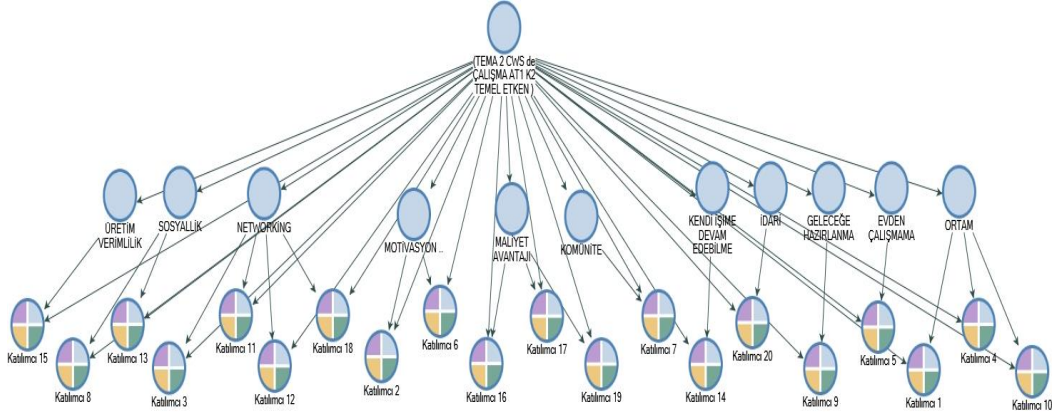 (TEMA 2 CWS de
ÇALIŞMA AT1 K2
TEMEL ETKEN )
ÜRETİM
VERİMLİLİK
SOSYALLİK
NETWORKING
MOTİVASYON ..
MALİYET
AVANTAJI
KOMÜNİTE
KENDİ İŞİME
DEVAM
EDEBİLME
İDARİ
GELECEĞE
HAZIRLANMA
EVDEN
ÇALIŞMAMA
ORTAM
Katılımcı 15
Katılımcı 8
Katılımcı 13
Katılımcı 3
Katılımcı 11
Katılımcı 12
Katılımcı 18
Katılımcı 2
Katılımcı 6
Katılımcı 16
Katılımcı 17
Katılımcı 19
Katılımcı 7
Katılımcı 14
Katılımcı 20
Katılımcı 9
Katılımcı 5
Katılımcı 1
Katılımcı 4
Katılımcı 10